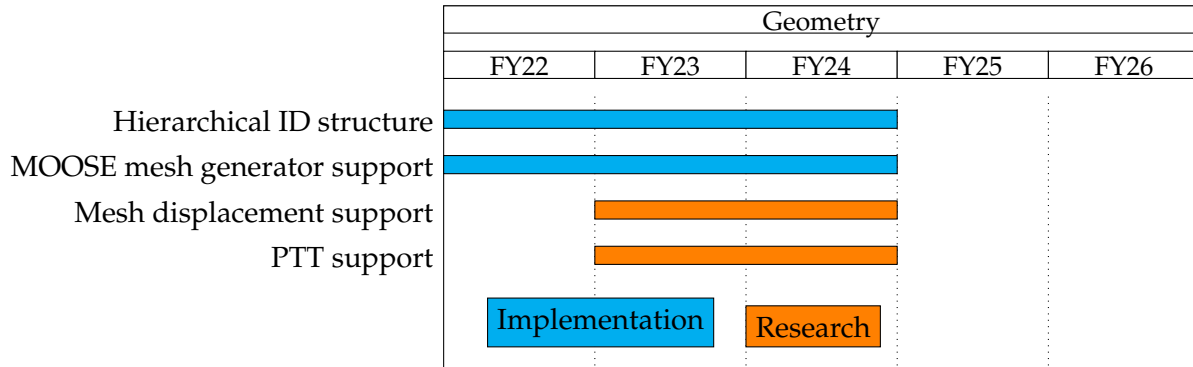 Geometry
FY22 FY23 FY24 FY25 FY26
Hierarchical ID structure
MOOSE mesh generator support
Mesh displacement support
PTT support
Implementation Research